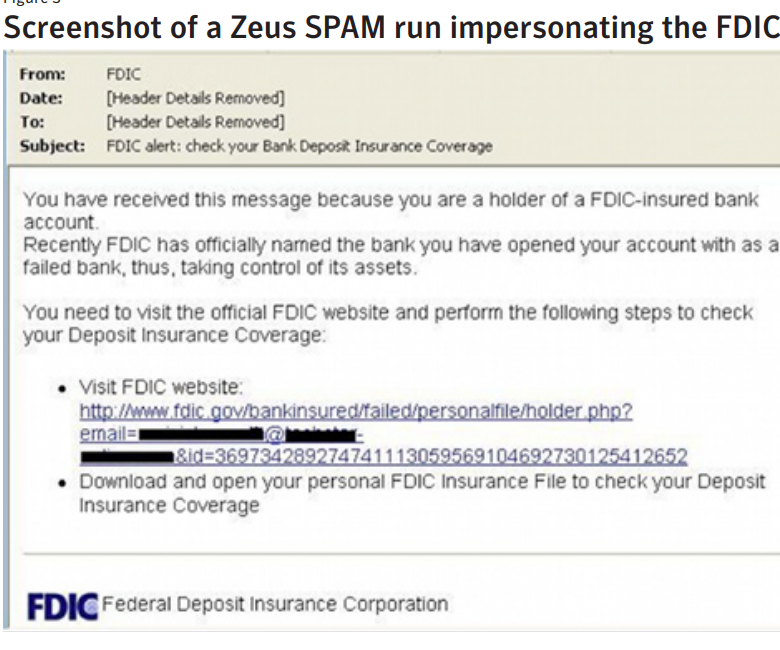 Screenshot of a Zeus SPAM run impersonating the FDIC
From: FDIC
Date: [Header Details Removed]
To: [Header Details Removed]
Subject: FDIC alert: check your Bank Deposit Insurance Coverage
You have received this message because you are a holder of a FDIC-insured bank
account.
Recently FDIC has officially named the bank you have opened your account with as a
failed bank, thus, taking control of its assets.
You need to visit the official FDIC website and perform the following steps to check
your Deposit Insurance Coverage:
• Visit FDIC website:
http://www.fdic.gov/bankinsured/failed/personalfile/holder.php?
email= @ -
&id=369734289274741113059569104692730125412652
• Download and open your personal FDIC Insurance File to check your Deposit
Insurance Coverage
FDIC Federal Deposit Insurance Corporation